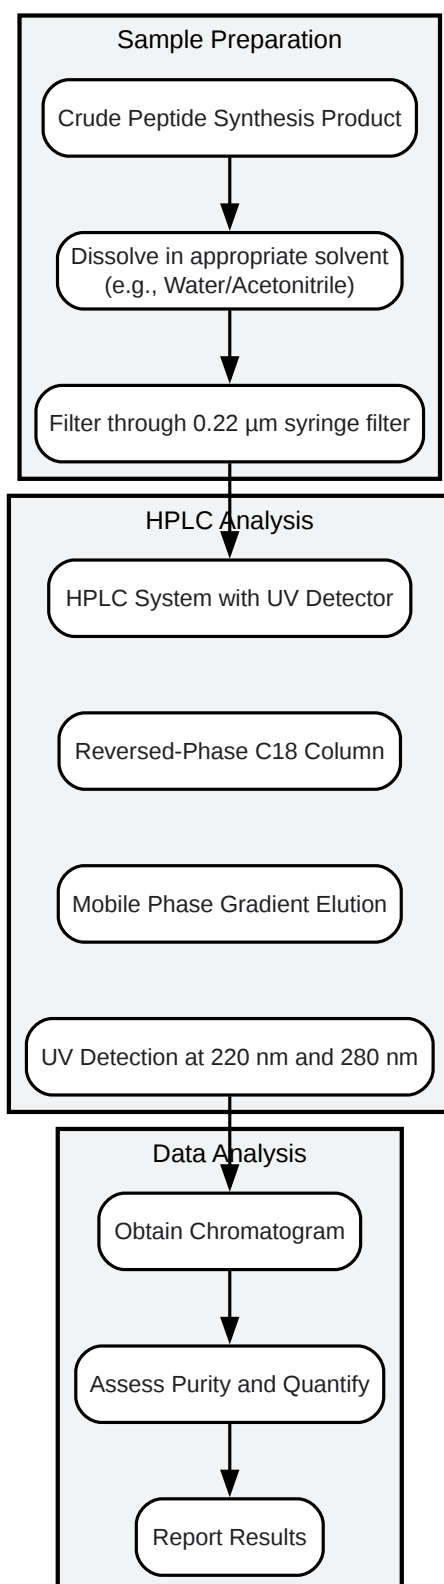 Sample Preparation
Crude Peptide Synthesis Product
Dissolve in appropriate solvent
(e.g., Water/Acetonitrile)
Filter through 0.22 µm syringe filter
HPLC Analysis
HPLC System with UV Detector
Reversed-Phase C18 Column
Mobile Phase Gradient Elution
UV Detection at 220 nm and 280 nm
Data Analysis
Obtain Chromatogram
Assess Purity and Quantify
Report Results